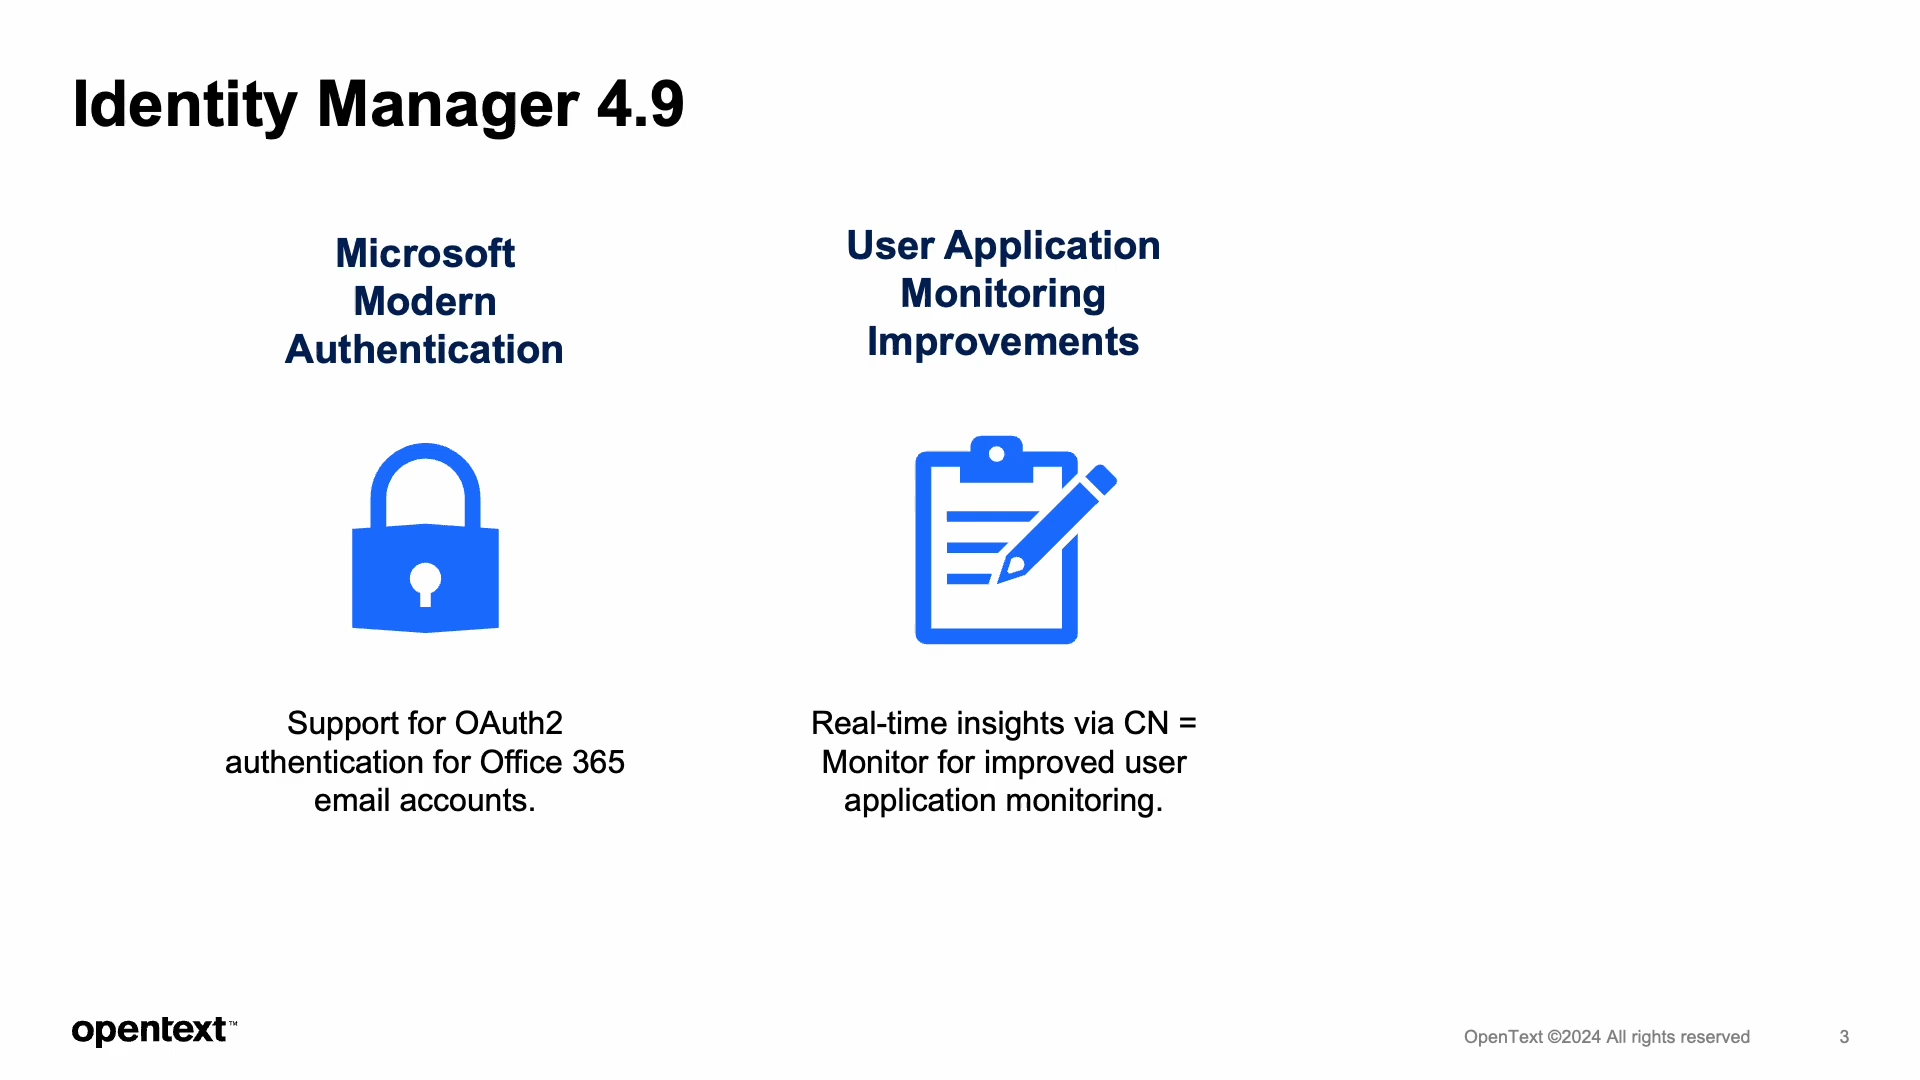 Identity Manager 4.9
Microsoft
Modern
Authentication
Support for OAuth2
authentication for Office 365
email accounts.
User Application
Monitoring
Improvements
Real-time insights via CN =
Monitor for improved user
application monitoring.
opentext™
OpenText ©2024 All rights reserved
3